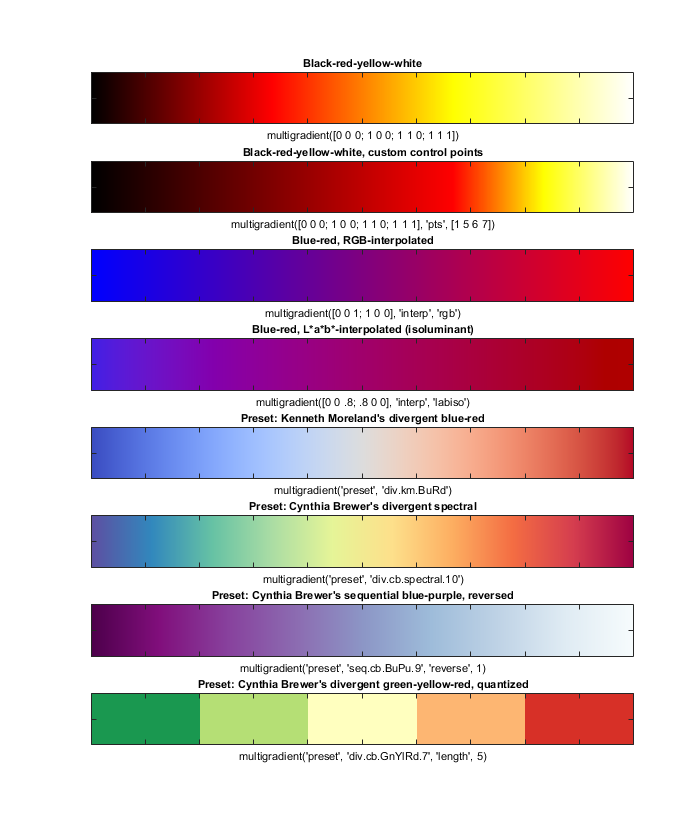 Black-red-yellow-white
multigradient([0 0 0; 1 0 0; 1 1 0; 1 1 1])
Black-red-yellow-white, custom control points
multigradient([0 0 0; 1 0 0; 1 1 0; 1 1 1], 'pts', [1 5 6 7])
Blue-red, RGB-interpolated
multigradient([0 0 1; 1 0 0], 'interp', 'rgb')
Blue-red, L*a*b*-interpolated (isoluminant)
multigradient([0 0 .8; .8 0 0], 'interp', 'labiso')
Preset: Kenneth Moreland's divergent blue-red
multigradient('preset', 'div.km.BuRd')
Preset: Cynthia Brewer's divergent spectral
multigradient('preset', 'div.cb.spectral.10')
Preset: Cynthia Brewer's sequential blue-purple, reversed
multigradient('preset', 'seq.cb.BuPu.9', 'reverse', 1)
Preset: Cynthia Brewer's divergent green-yellow-red, quantized
multigradient('preset', 'div.cb.GnYlRd.7', 'length', 5)